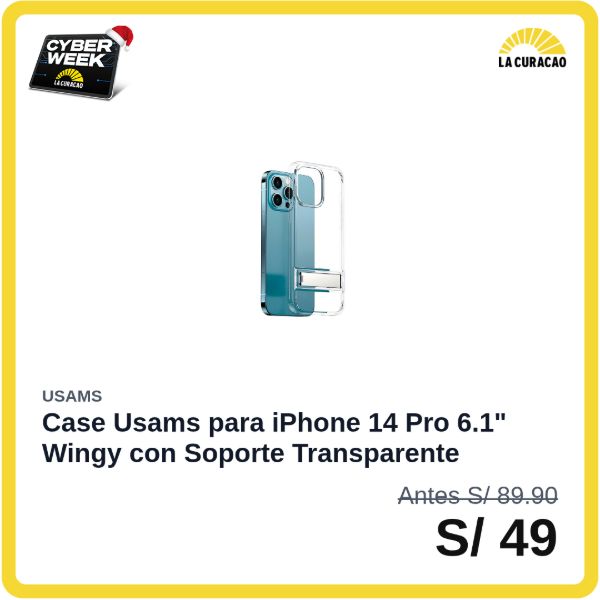 CYBER
WEEK
LA CURACAO
LA CURACAO
USAMS
Case Usams para iPhone 14 Pro 6.1"
Wingy con Soporte Transparente
Antes S/ 89.90
S/ 49